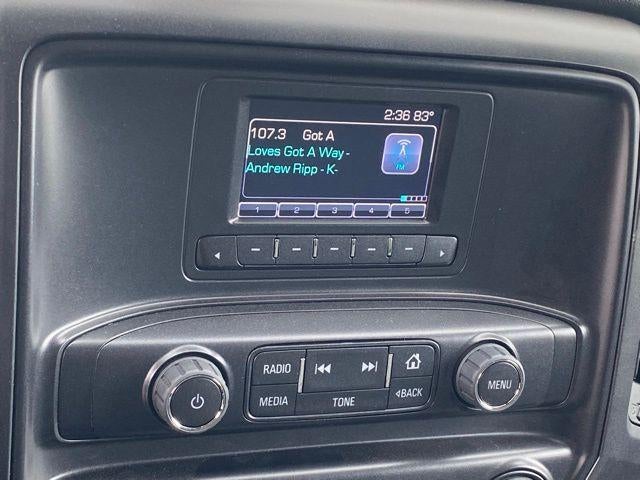 2:36 83°
107.3 Got A
Loves Got A Way -
Andrew Ripp - K-
FM
1 2 3 4 5
RADIO
MEDIA TONE ◃BACK
MENU